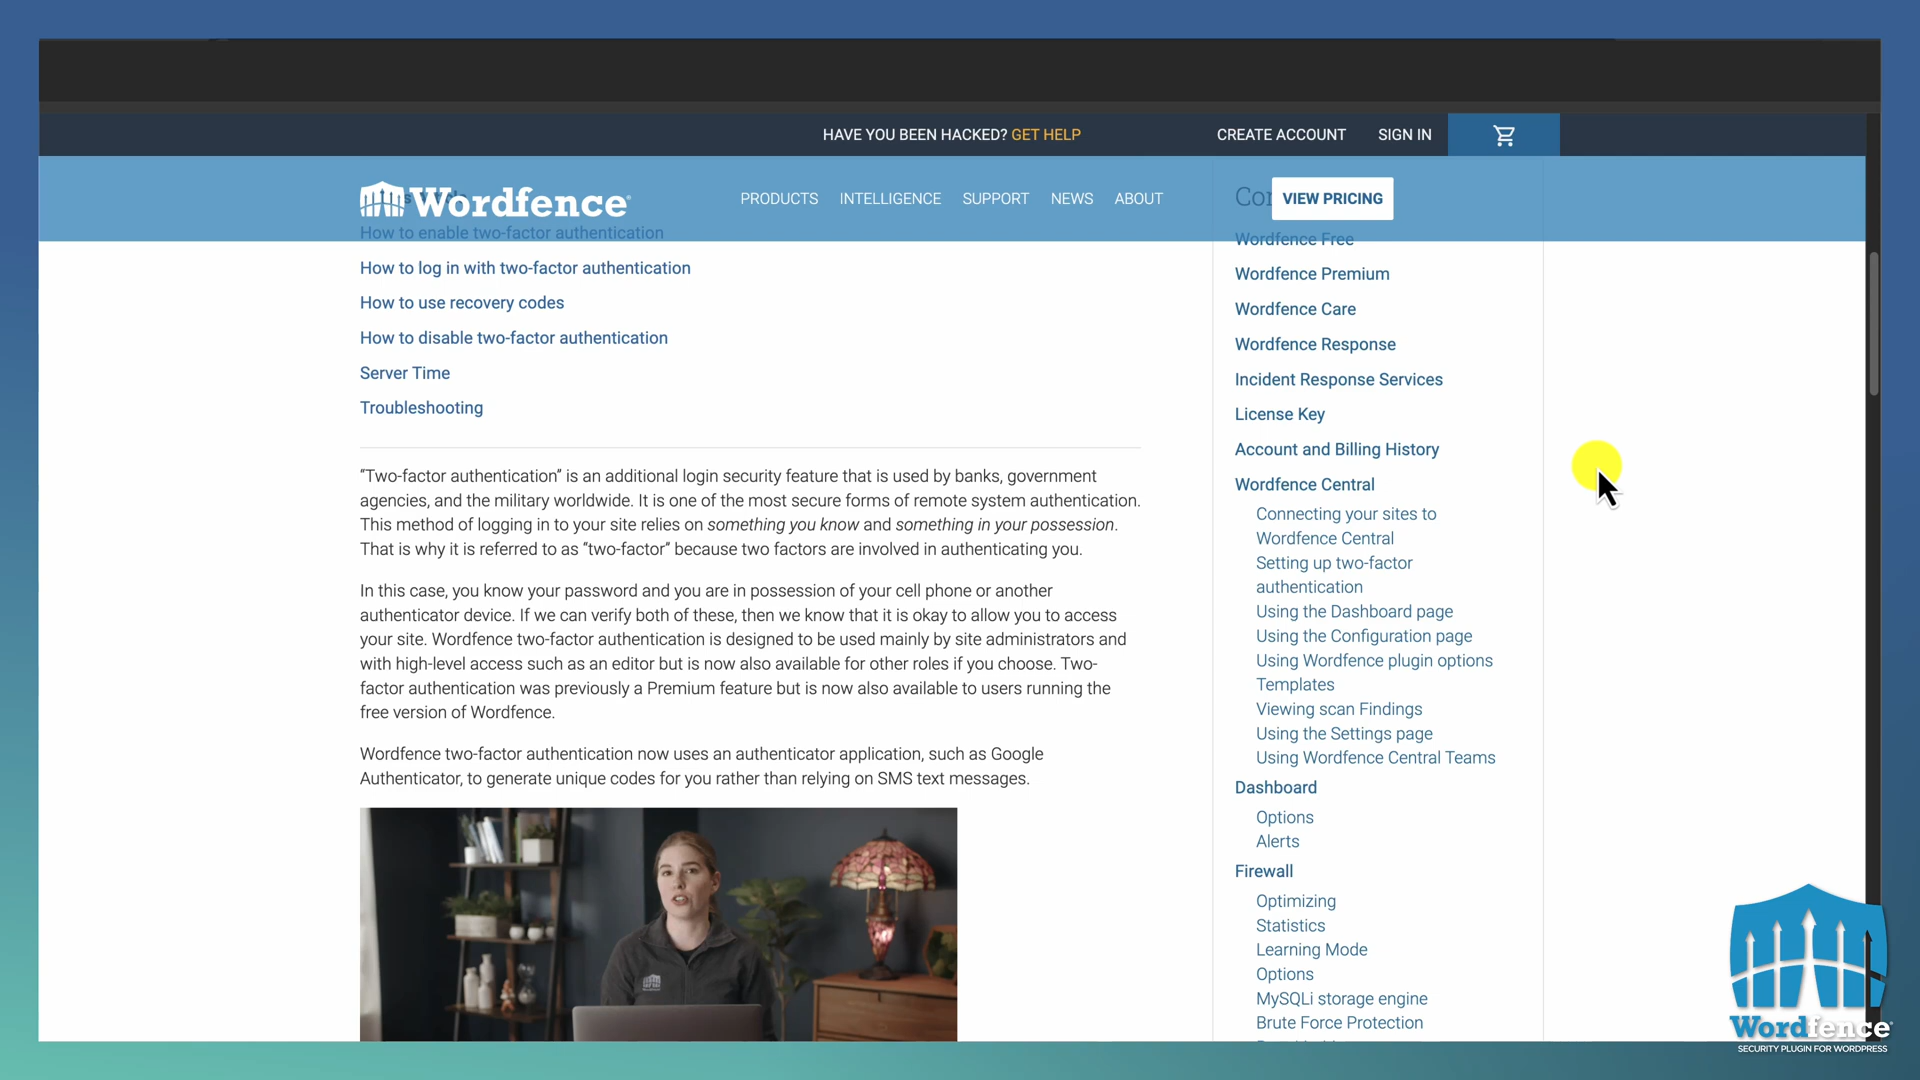 HAVE YOU BEEN HACKED? GET HELP
CREATE ACCOUNT
SIGN IN
Wordfence
PRODUCTS
INTELLIGENCE
SUPPORT
NEWS
ABOUT
VIEW PRICING
How to enable two-factor authentication
How to log in with two-factor authentication
How to use recovery codes
How to disable two-factor authentication
Server Time
Troubleshooting
“Two-factor authentication” is an additional login security feature that is used by banks, government
agencies, and the military worldwide. It is one of the most secure forms of remote system authentication.
This method of logging in to your site relies on something you know and something in your possession.
That is why it is referred to as “two-factor” because two factors are involved in authenticating you.
In this case, you know your password and you are in possession of your cell phone or another
authenticator device. If we can verify both of these, then we know that it is okay to allow you to access
your site. Wordfence two-factor authentication is designed to be used mainly by site administrators and
with high-level access such as an editor but is now also available for other roles if you choose. Two-
factor authentication was previously a Premium feature but is now also available to users running the
free version of Wordfence.
Wordfence two-factor authentication now uses an authenticator application, such as Google
Authenticator, to generate unique codes for you rather than relying on SMS text messages.
Wordfence Free
Wordfence Premium
Wordfence Care
Wordfence Response
Incident Response Services
License Key
Account and Billing History
Wordfence Central
Connecting your sites to
Wordfence Central
Setting up two-factor
authentication
Using the Dashboard page
Using the Configuration page
Using Wordfence plugin options
Templates
Viewing scan Findings
Using the Settings page
Using Wordfence Central Teams
Dashboard
Options
Alerts
Firewall
Optimizing
Statistics
Learning Mode
Options
MySQLi storage engine
Brute Force Protection
Wordfence
SECURITY PLUGIN FOR WORDPRESS